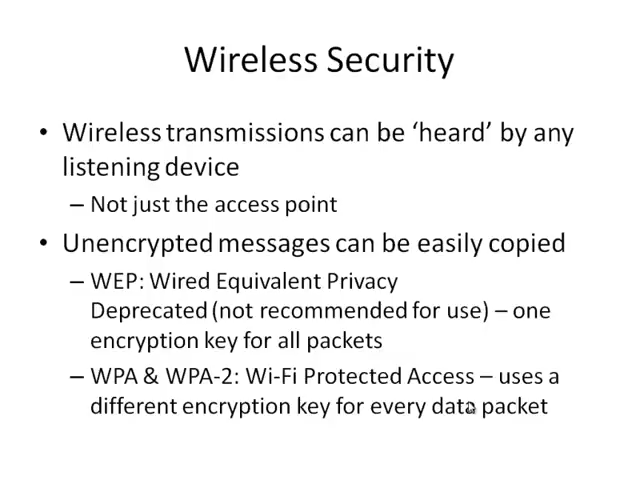 Wireless Security
• Wireless transmissions can be ‘heard’ by any
listening device
– Not just the access point
• Unencrypted messages can be easily copied
– WEP: Wired Equivalent Privacy
Deprecated (not recommended for use) – one
encryption key for all packets
– WPA & WPA-2: Wi-Fi Protected Access – uses a
different encryption key for every data packet